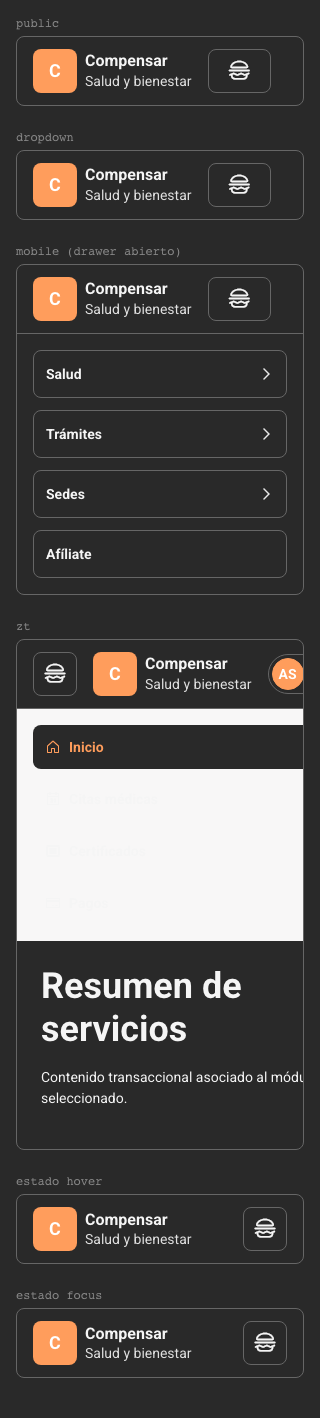 public
C
Compensar
Salud y bienestar
dropdown
C
Compensar
Salud y bienestar
mobile (drawer abierto)
C
Compensar
Salud y bienestar
Salud
Trámites
Sedes
Afíliate
zt
C
Compensar
Salud y bienestar
AS
Inicio
Resumen de
servicios
Contenido transaccional asociado al módu
seleccionado.
estado hover
C
Compensar
Salud y bienestar
estado focus
C
Compensar
Salud y bienestar